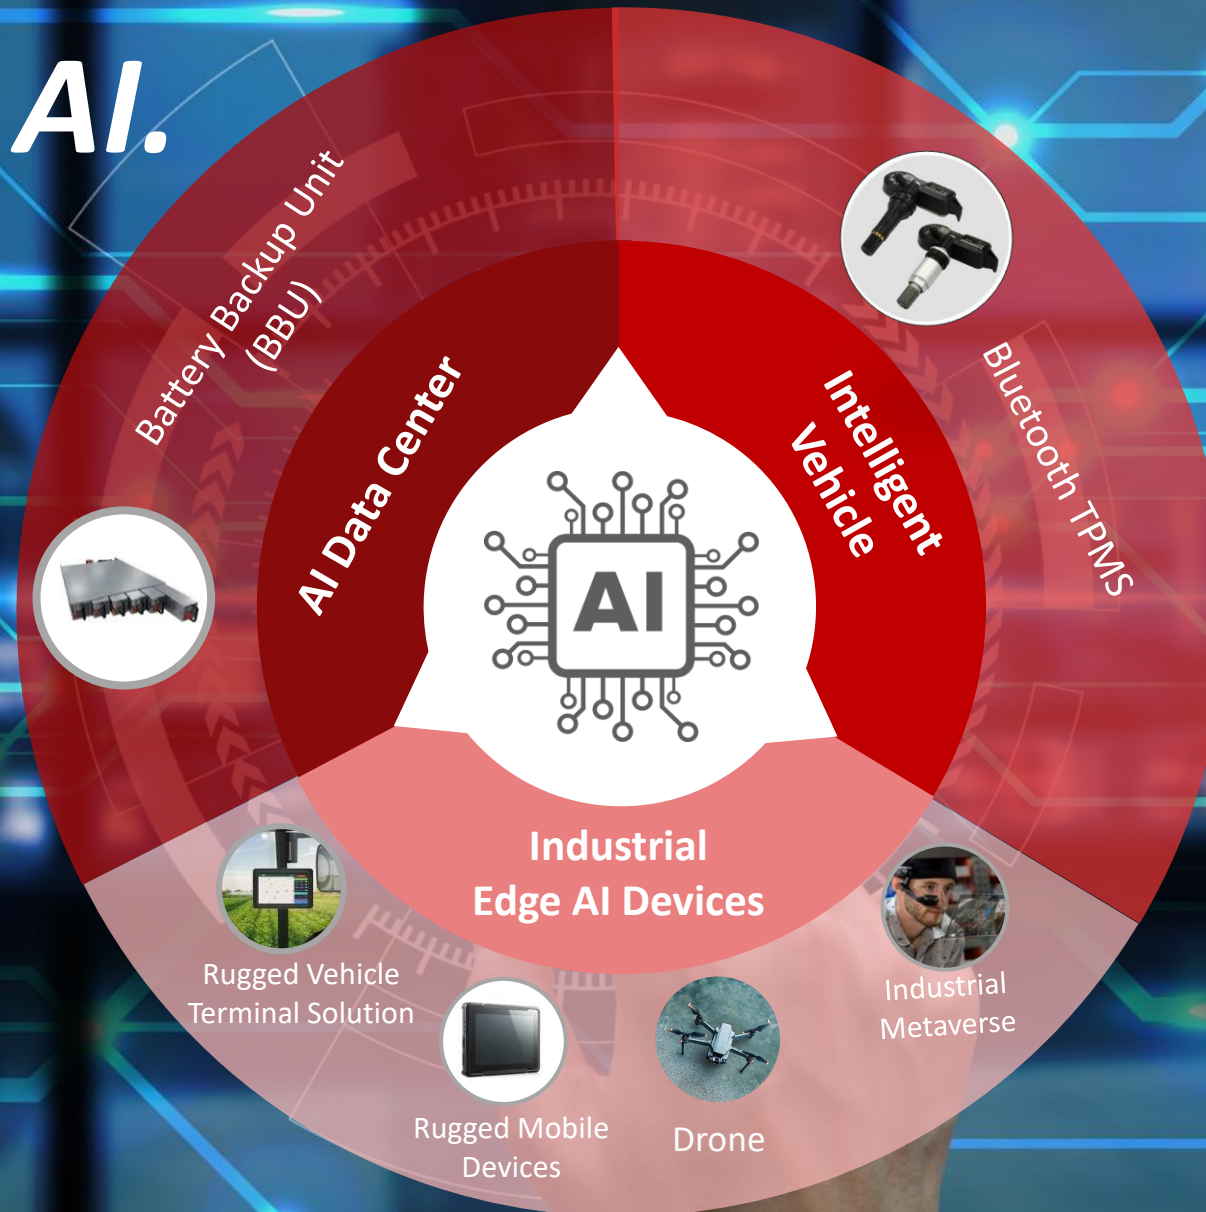 AI.
Battery Backup Unit
(BBU)
AI Data Center
Intelligent
Vehicle
Bluetooth TPMS
AI
Industrial
Edge AI Devices
Rugged Vehicle
Terminal Solution
Rugged Mobile
Devices
Drone
Industrial
Metaverse